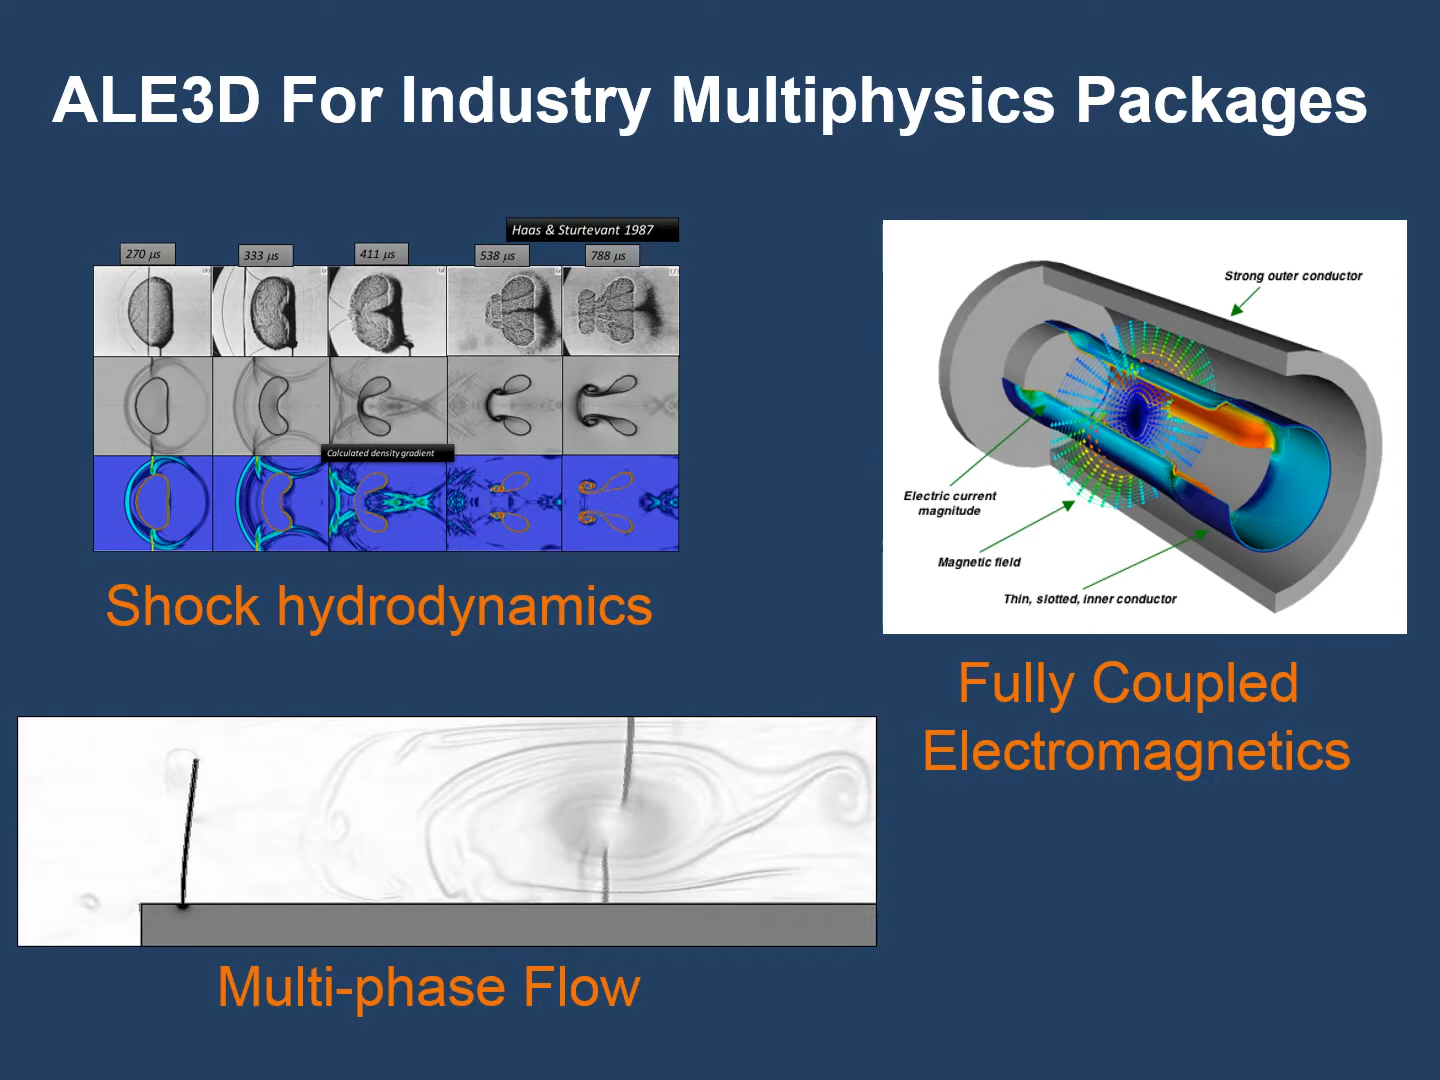 ALE3D For Industry Multiphysics Packages
Haas & Sturtevant 1987
270 µs
333 µs
411 µs
538 µs
788 µs
Calculated density gradient
Shock hydrodynamics
Strong outer conductor
Electric current
magnitude
Magnetic field
Thin, slotted, inner conductor
Fully Coupled
Electromagnetics
Multi-phase Flow